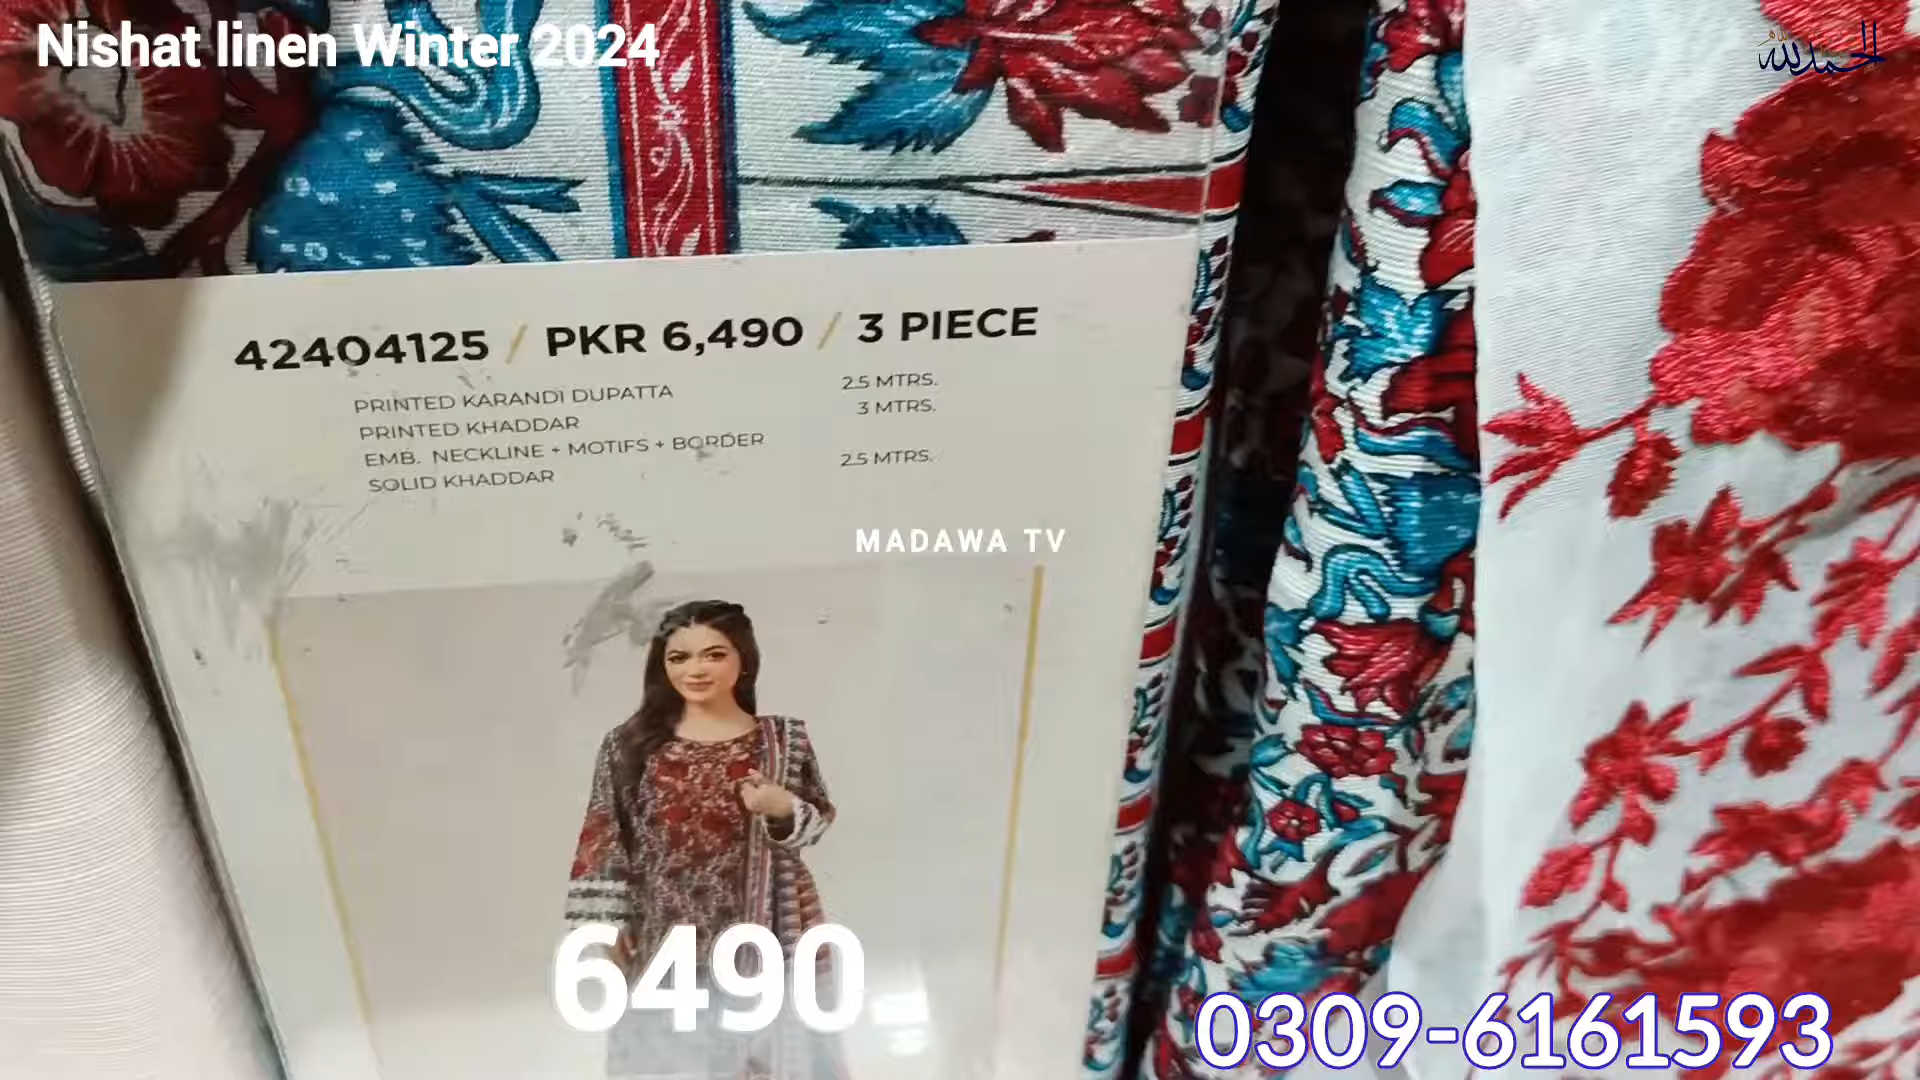 Nishat linen Winter 2024
الحمدلله
42404125 / PKR 6,490 / 3 PIECE
PRINTED KARANDI DUPATTA 2.5 MTRS.
PRINTED KHADDAR 3 MTRS.
EMB. NECKLINE + MOTIFS + BORDER
SOLID KHADDAR 2.5 MTRS.
MADAWA TV
6490
0309-6161593